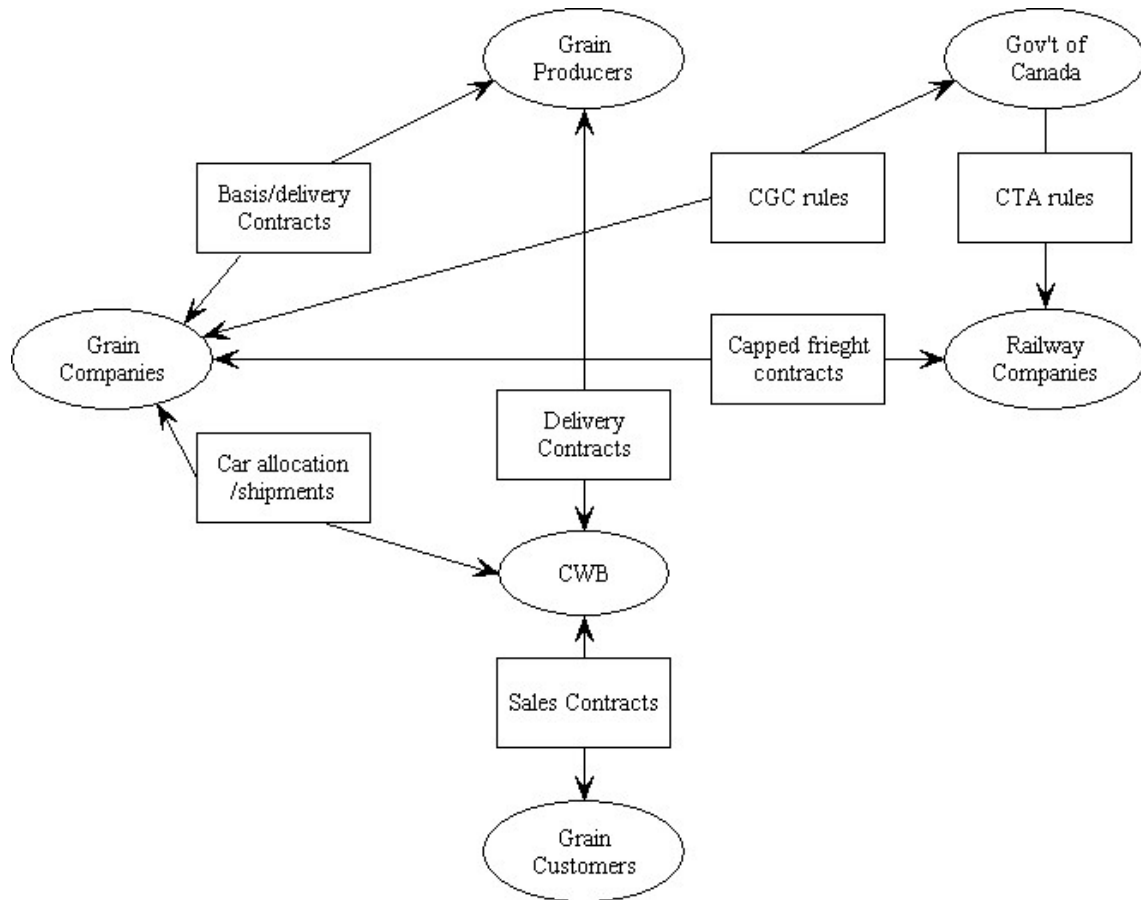 Grain
Producers
Gov't of
Canada
Basis/delivery
Contracts
CGC rules
CTA rules
Grain
Companies
Capped frieght
contracts
Railway
Companies
Delivery
Contracts
Car allocation
/shipments
CWB
Sales Contracts
Grain
Customers